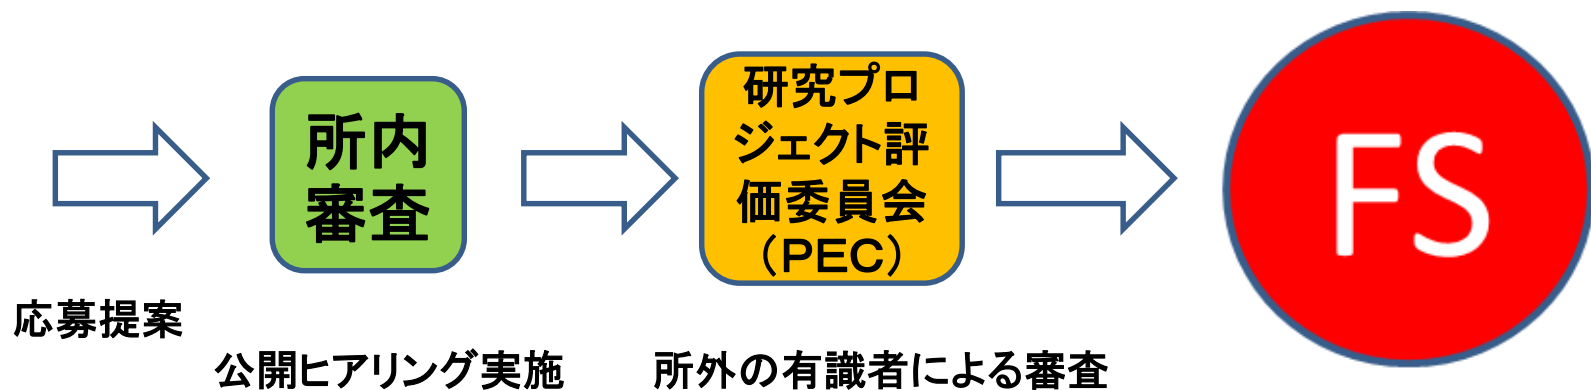 所内
審査
研究プロ
ジェクト評
価委員会
（PEC）
FS
応募提案
公開ヒアリング実施
所外の有識者による審査